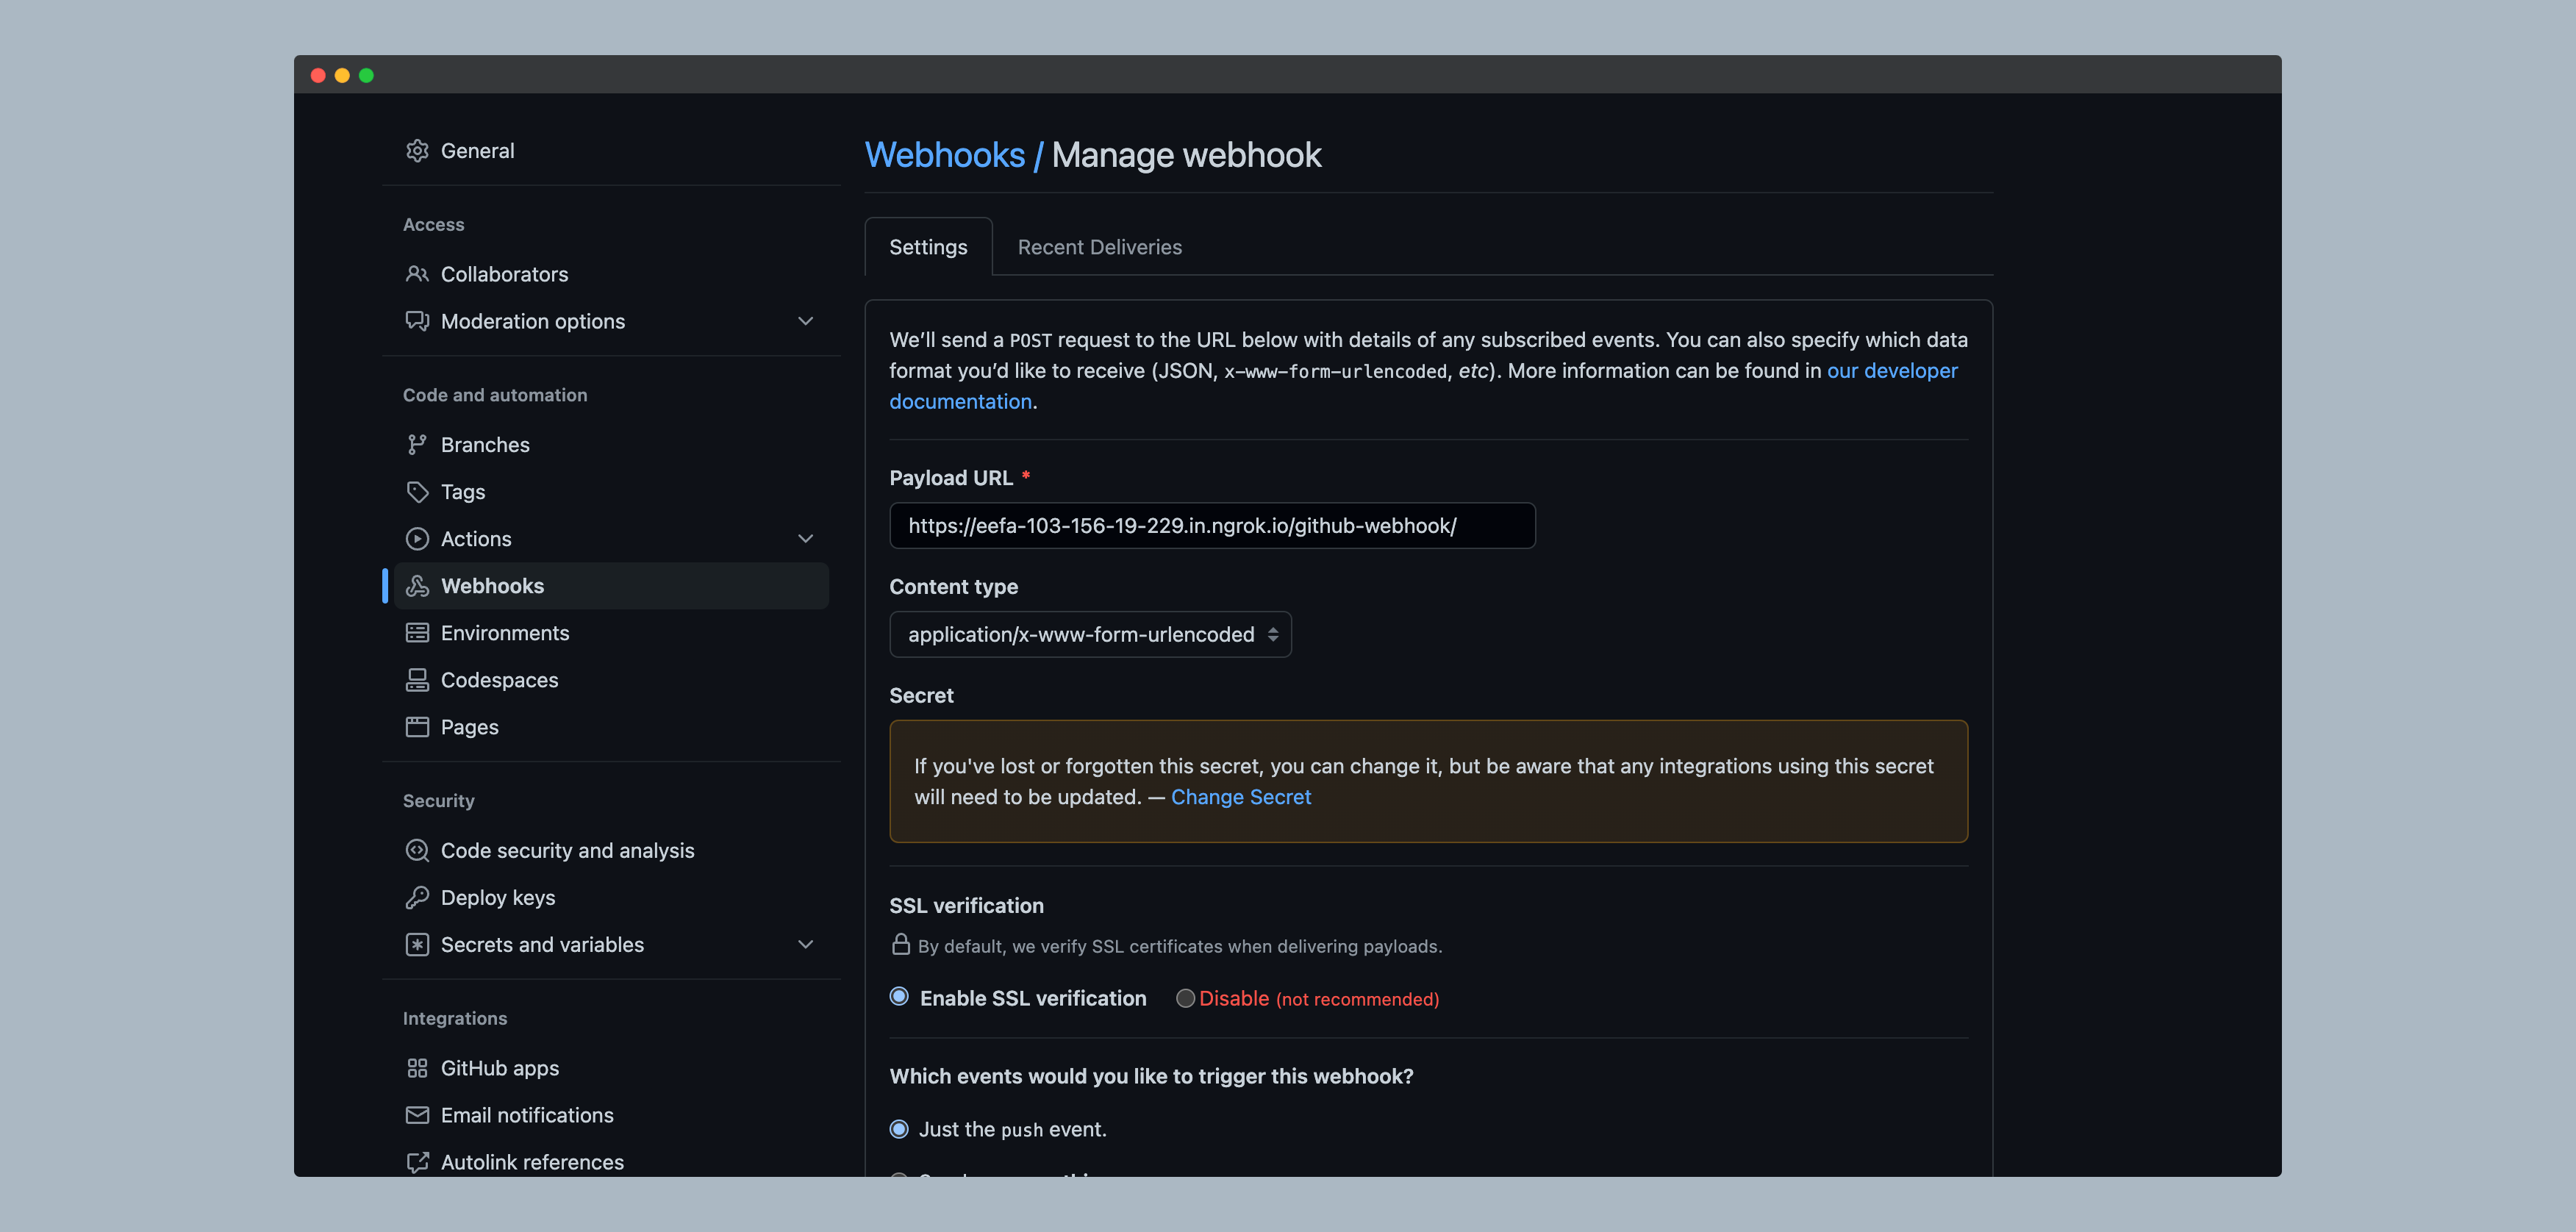 General
Access
Collaborators
Moderation options
Code and automation
Branches
Tags
Actions
Webhooks
Environments
Codespaces
Pages
Security
Code security and analysis
Deploy keys
Secrets and variables
Integrations
GitHub apps
Email notifications
Autolink references
Webhooks / Manage webhook
Settings Recent Deliveries
We’ll send a POST request to the URL below with details of any subscribed events. You can also specify which data
format you’d like to receive (JSON, x-www-form-urlencoded, etc). More information can be found in our developer
documentation.
Payload URL *
https://eefa-103-156-19-229.in.ngrok.io/github-webhook/
Content type
application/x-www-form-urlencoded
Secret
If you've lost or forgotten this secret, you can change it, but be aware that any integrations using this secret
will need to be updated. — Change Secret
SSL verification
By default, we verify SSL certificates when delivering payloads.
Enable SSL verification Disable (not recommended)
Which events would you like to trigger this webhook?
Just the push event.